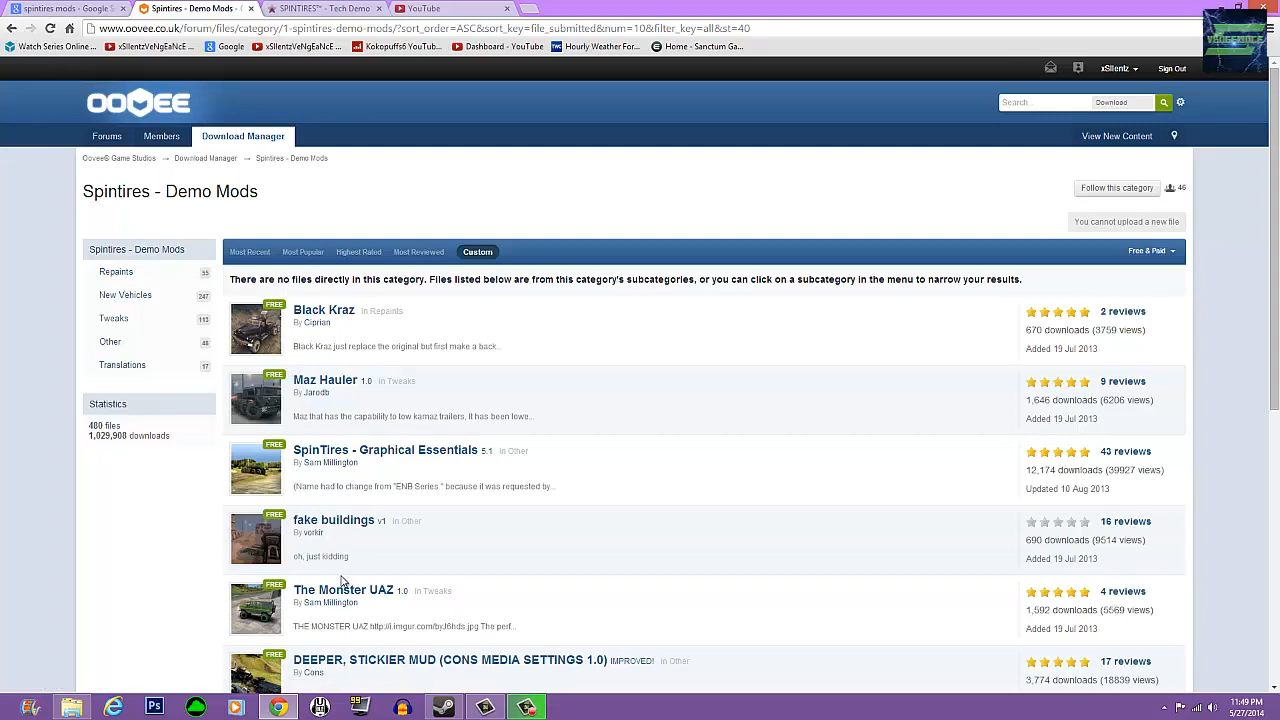 spintires mods - Google S
Spintires - Demo Mods - 
SPINTIRES™ - Tech Demo
YouTube
www.oovee.co.uk/forum/files/category/1-spintires-demo-mods/?sort_order=ASC&sort_key=file_submitted&num=10&filter_key=all&st=40
Watch Series Online ...
xSllentzVeNgEaNcE ...
Google
xSllentzVeNgEaNcE ...
Kokopuff6 YouTub...
Dashboard
Hourly Weather For...
Home - Sanctum Ga...
xSllentz
Sign Out
OOVEE
Search...
Download
Forums
Members
Download Manager
View New Content
Oovee® Game Studios → Download Manager → Spintires - Demo Mods
Spintires - Demo Mods
Follow this category
46
You cannot upload a new file
Spintires - Demo Mods
Repaints 55
New Vehicles 247
Tweaks 113
Other 48
Translations 17
Statistics
480 files
1,029,908 downloads
Most Recent Most Popular Highest Rated Most Reviewed Custom
Free & Paid
There are no files directly in this category. Files listed below are from this category's subcategories, or you can click on a subcategory in the menu to narrow your results.
FREE
Black Kraz in Repaints
By Ciprian
Black Kraz just replace the original but first make a back...
2 reviews
670 downloads (3759 views)
Added 19 Jul 2013
FREE
Maz Hauler 1.0 in Tweaks
By Jarodb
Maz that has the capability to tow kamaz trailers, It has been lowe...
9 reviews
1,646 downloads (6206 views)
Added 19 Jul 2013
FREE
SpinTires - Graphical Essentials 5.1 in Other
By Sam Millington
(Name had to change from "ENB Series " because it was requested by...
43 reviews
12,174 downloads (39927 views)
Updated 10 Aug 2013
FREE
fake buildings v1 in Other
By vorkir
oh, just kidding
16 reviews
690 downloads (9514 views)
Added 19 Jul 2013
FREE
The Monster UAZ 1.0 in Tweaks
By Sam Millington
THE MONSTER UAZ http://i.imgur.com/byJ6hds.jpg The perf...
4 reviews
1,592 downloads (5569 views)
Added 19 Jul 2013
FREE
DEEPER, STICKIER MUD (CONS MEDIA SETTINGS 1.0) IMPROVED! in Other
By Cons
17 reviews
3,774 downloads (18839 views)
11:49 PM
5/27/2014